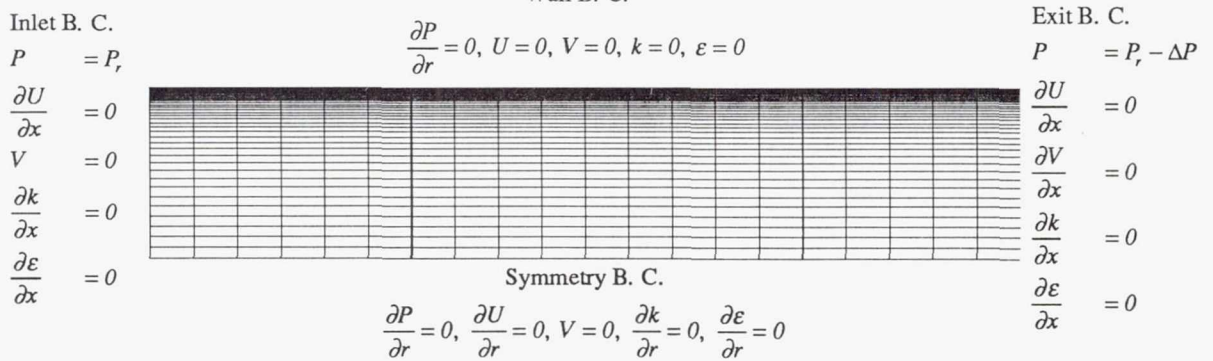 Wall B. C.
Inlet B. C.
P = P_r
∂U/∂x = 0
V = 0
∂k/∂x = 0
∂ε/∂x = 0
∂P/∂r = 0, U = 0, V = 0, k = 0, ε = 0
Exit B. C.
P = P_r − ΔP
∂U/∂x = 0
∂V/∂x = 0
∂k/∂x = 0
∂ε/∂x = 0
Symmetry B. C.
∂P/∂r = 0, ∂U/∂r = 0, V = 0, ∂k/∂r = 0, ∂ε/∂r = 0